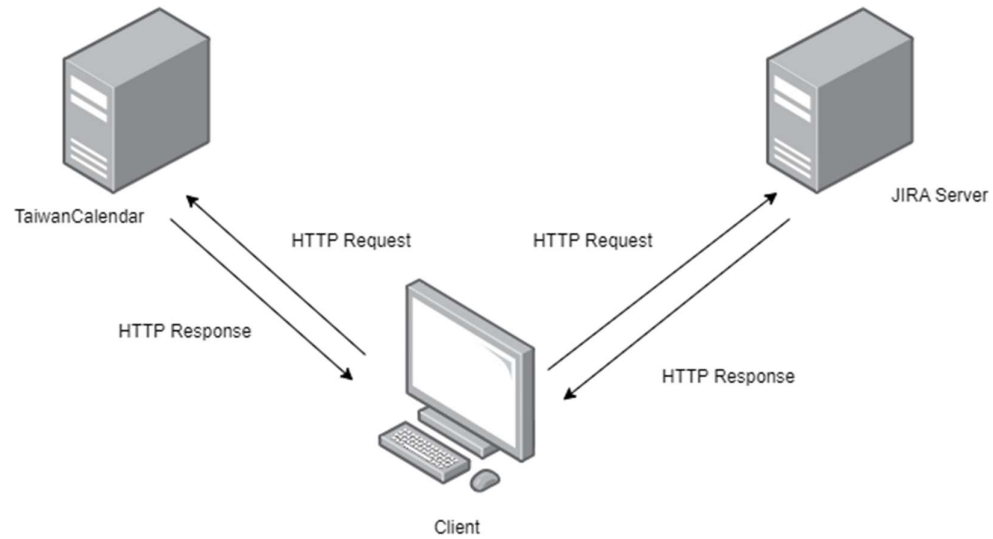 TaiwanCalendar
JIRA Server
HTTP Request
HTTP Request
HTTP Response
HTTP Response
Client